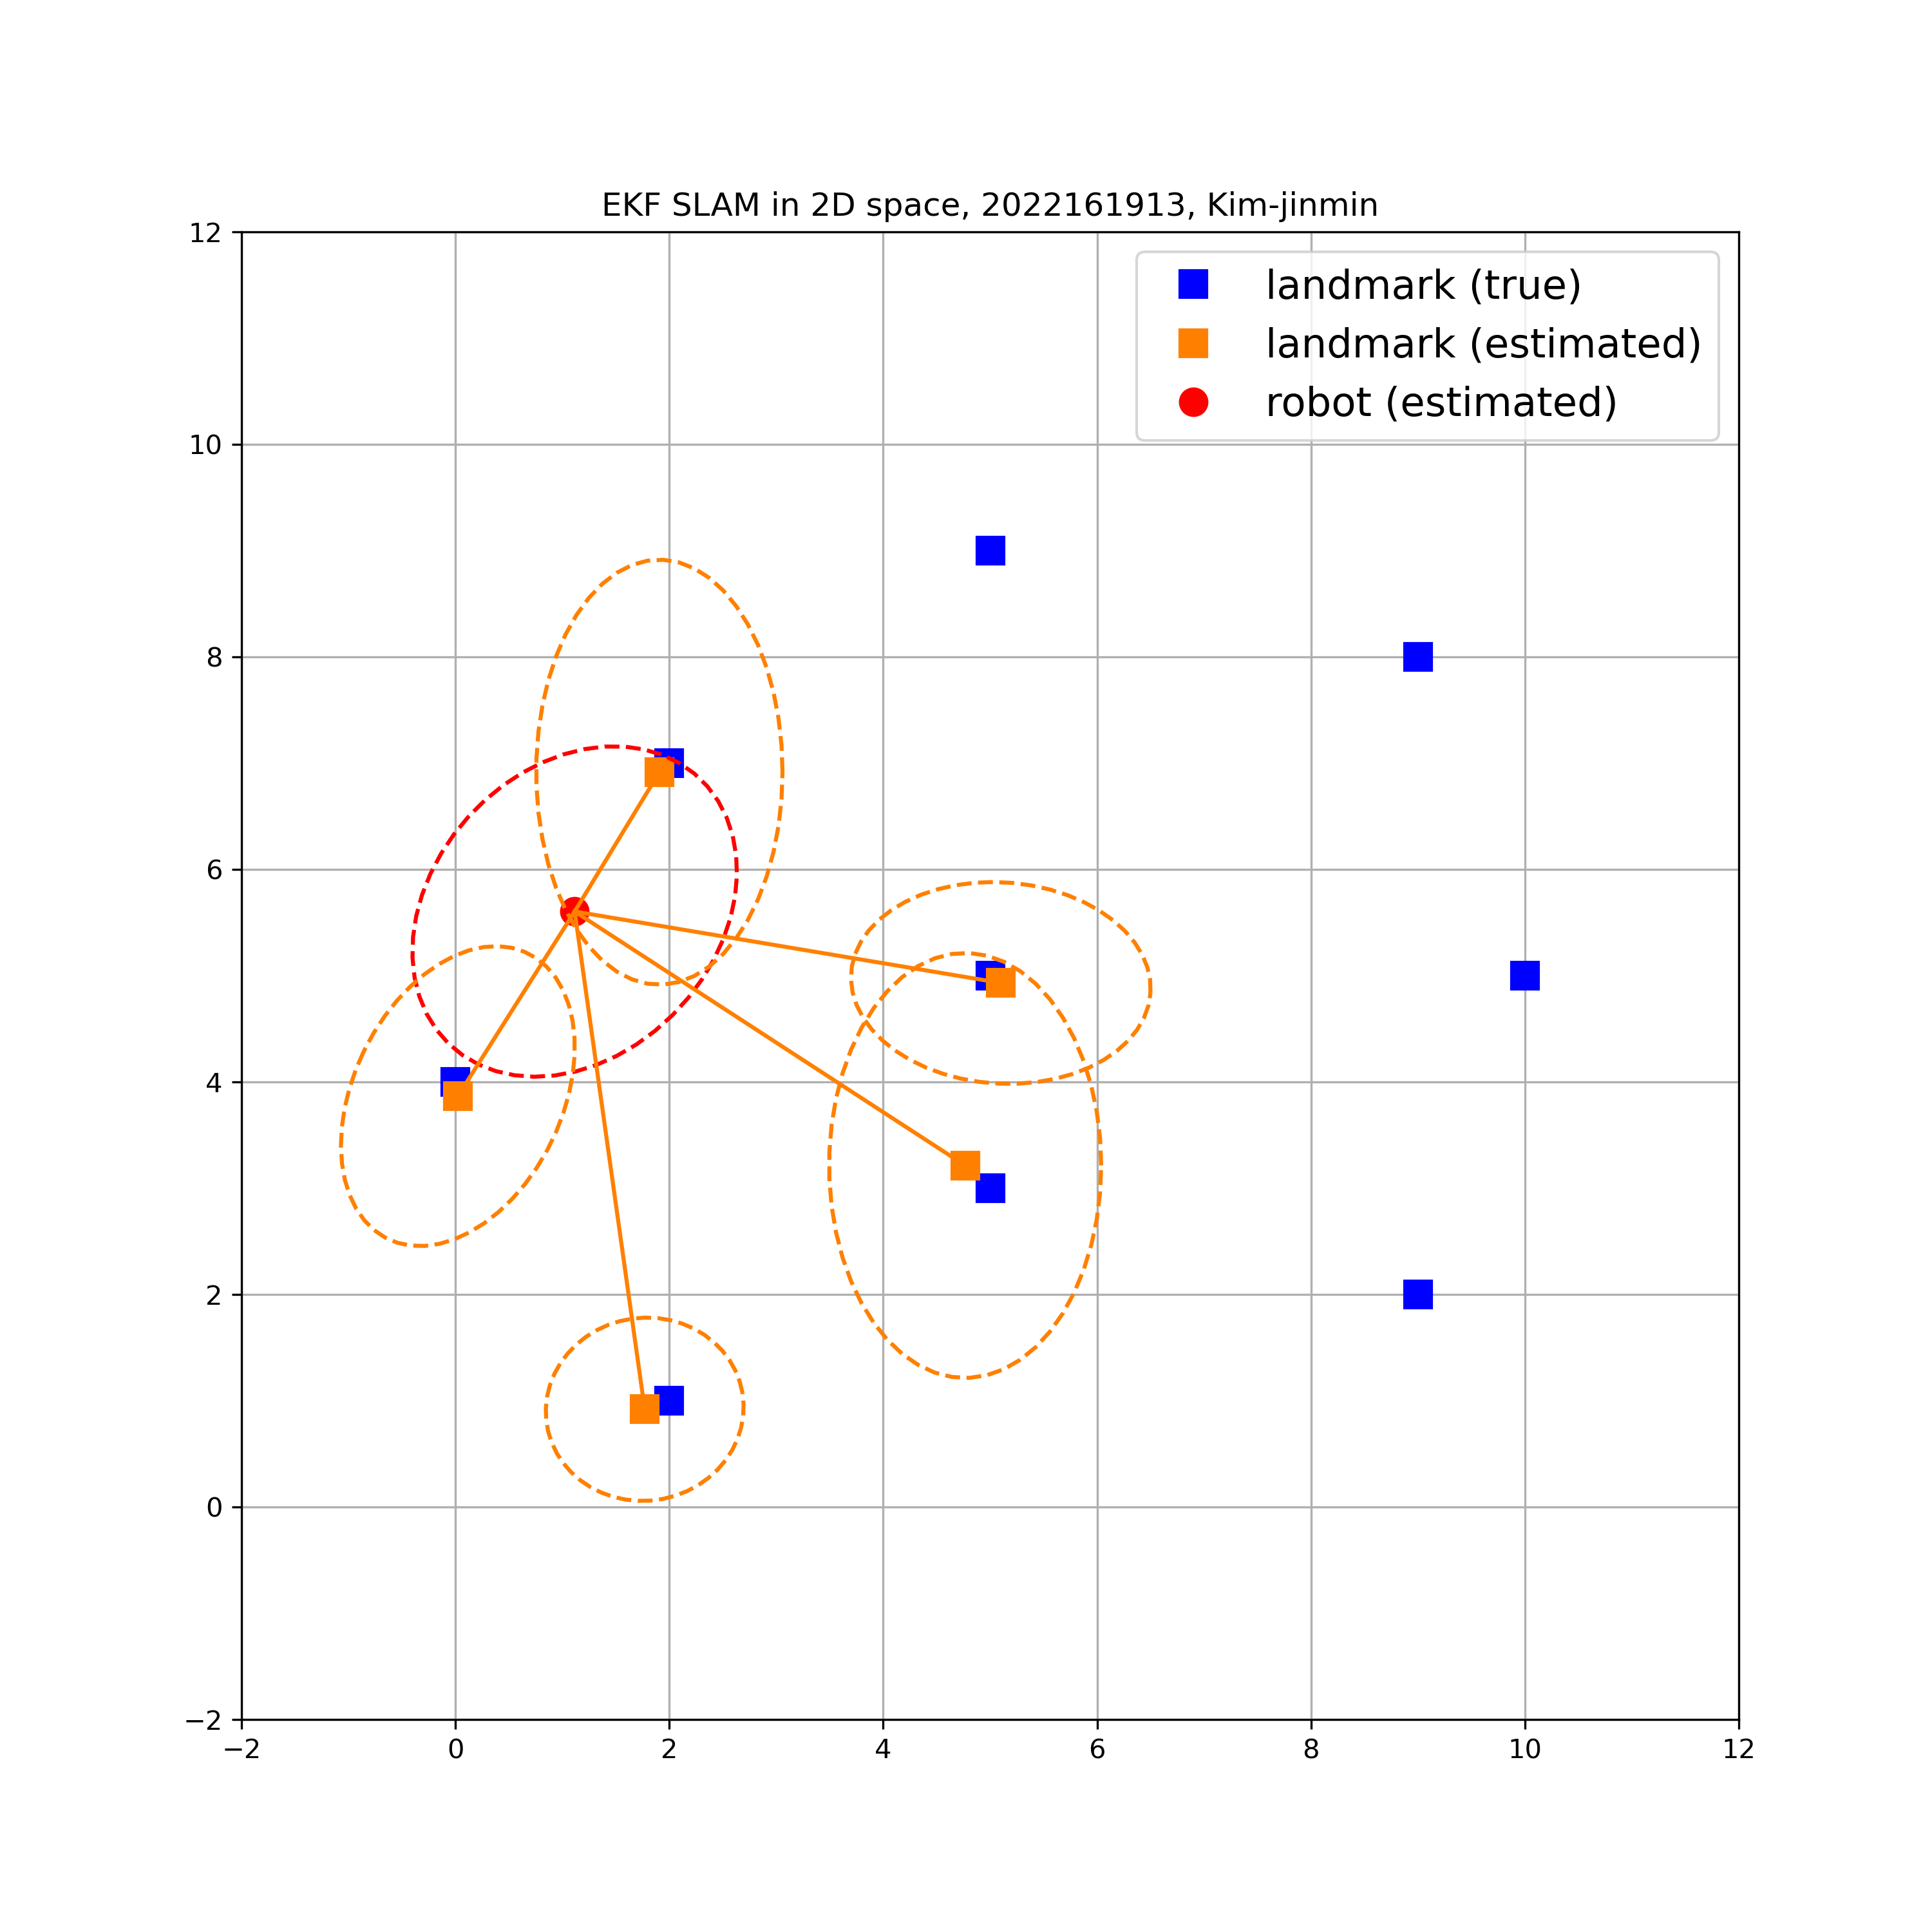 EKF SLAM in 2D space, 2022161913, Kim-jinmin
landmark (true)
landmark (estimated)
robot (estimated)
12
10
8
6
4
2
0
−2
−2 0 2 4 6 8 10 12